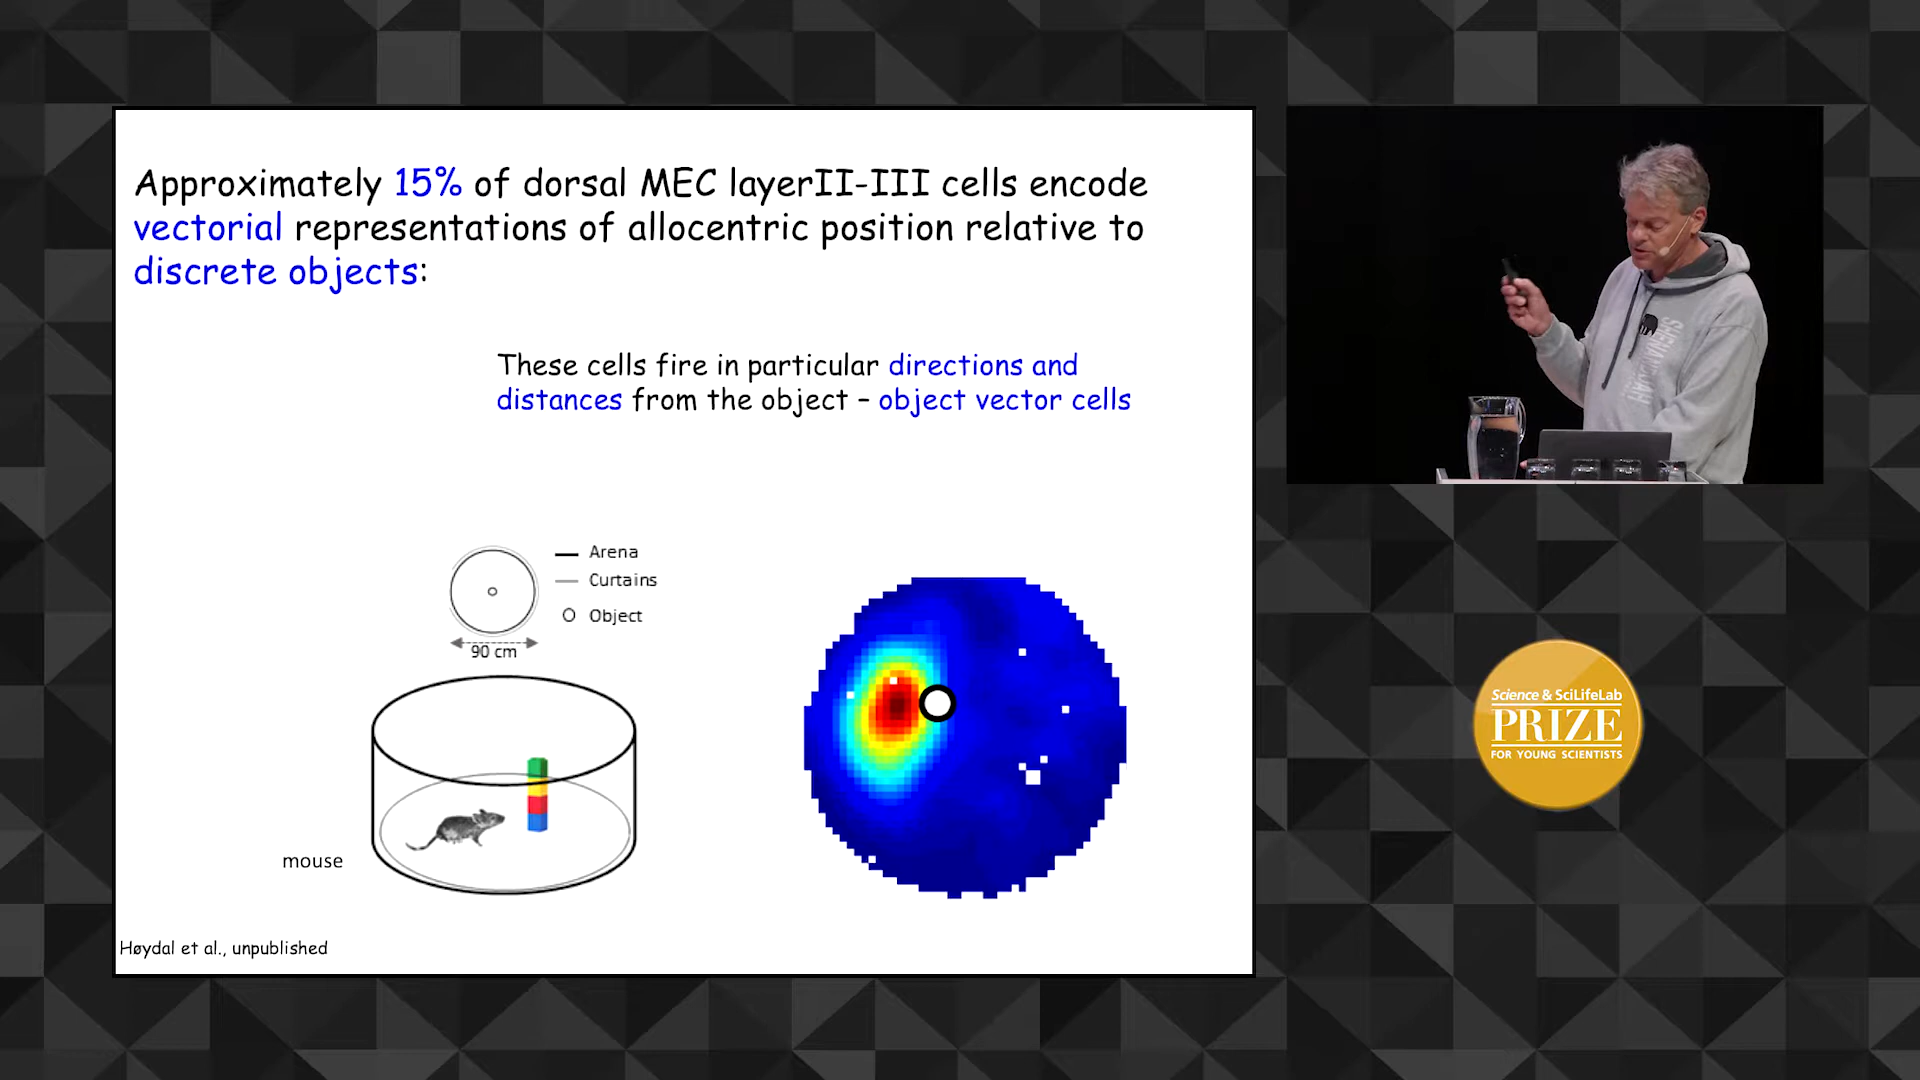 Approximately 15% of dorsal MEC layerII-III cells encode
vectorial representations of allocentric position relative to
discrete objects:
These cells fire in particular directions and
distances from the object – object vector cells
Arena
Curtains
Object
90 cm
mouse
Høydal et al., unpublished
Science & SciLifeLab
PRIZE
FOR YOUNG SCIENTISTS